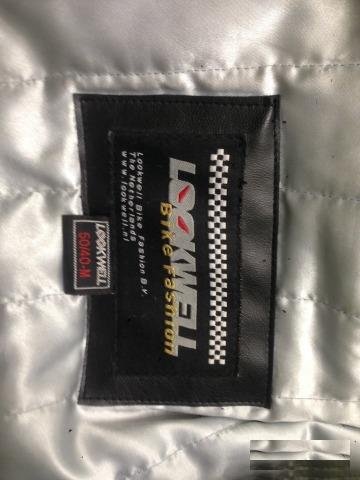 LOOKWELL
Bike Fashion
Lookwell Bike Fashion B.V.
The Netherlands
www.lookwell.nl
LOOKWELL
50/40-M